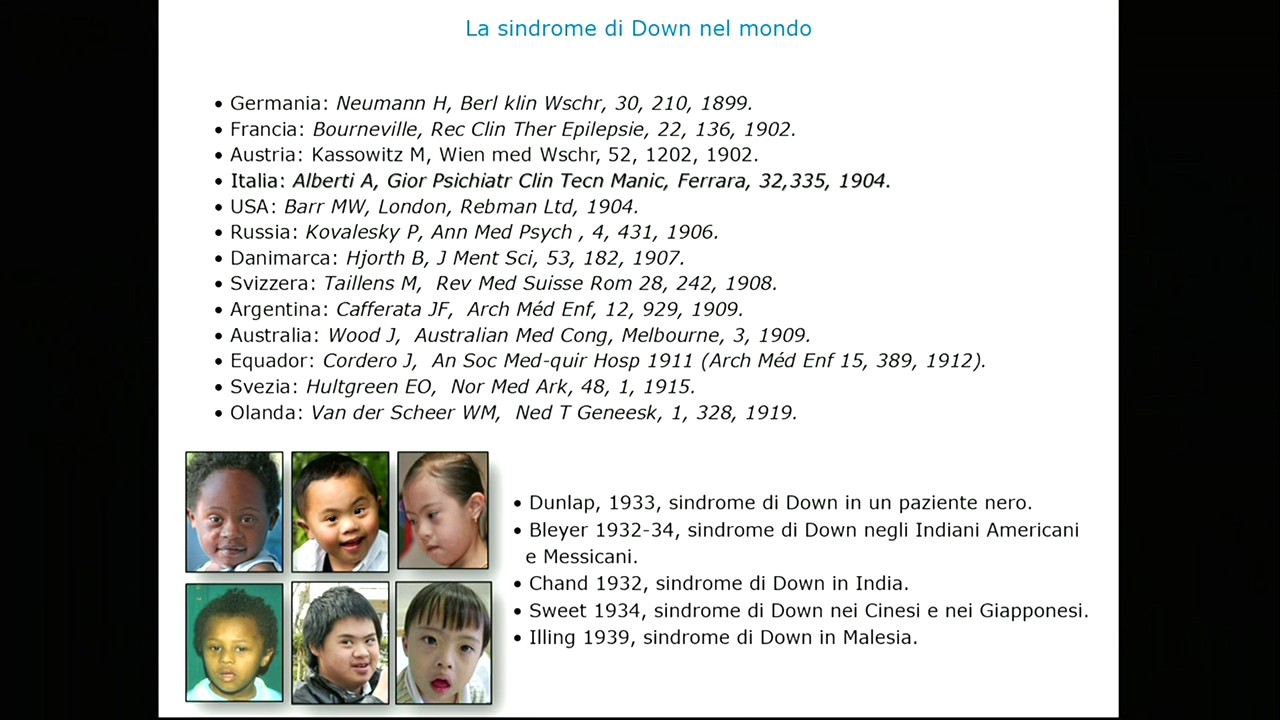 La sindrome di Down nel mondo
• Germania: Neumann H, Berl klin Wschr, 30, 210, 1899.
• Francia: Bourneville, Rec Clin Ther Epilepsie, 22, 136, 1902.
• Austria: Kassowitz M, Wien med Wschr, 52, 1202, 1902.
• Italia: Alberti A, Gior Psichiatr Clin Tecn Manic, Ferrara, 32,335, 1904.
• USA: Barr MW, London, Rebman Ltd, 1904.
• Russia: Kovalesky P, Ann Med Psych , 4, 431, 1906.
• Danimarca: Hjorth B, J Ment Sci, 53, 182, 1907.
• Svizzera: Taillens M,  Rev Med Suisse Rom 28, 242, 1908.
• Argentina: Cafferata JF,  Arch Méd Enf, 12, 929, 1909.
• Australia: Wood J,  Australian Med Cong, Melbourne, 3, 1909.
• Equador: Cordero J,  An Soc Med-quir Hosp 1911 (Arch Méd Enf 15, 389, 1912).
• Svezia: Hultgreen EO,  Nor Med Ark, 48, 1, 1915.
• Olanda: Van der Scheer WM,  Ned T Geneesk, 1, 328, 1919.
• Dunlap, 1933, sindrome di Down in un paziente nero.
• Bleyer 1932-34, sindrome di Down negli Indiani Americani
e Messicani.
• Chand 1932, sindrome di Down in India.
• Sweet 1934, sindrome di Down nei Cinesi e nei Giapponesi.
• Illing 1939, sindrome di Down in Malesia.